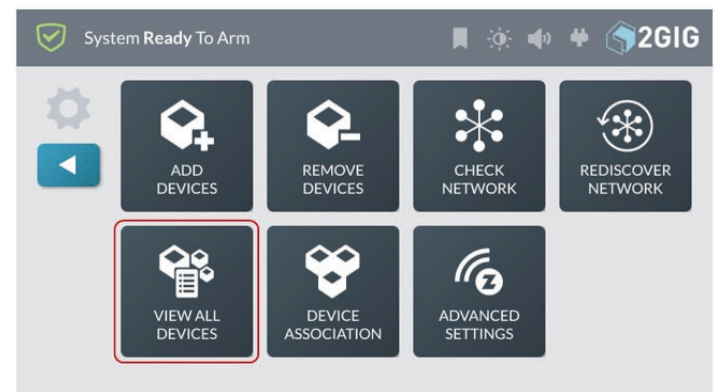 System Ready To Arm
2GIG
ADD
DEVICES
REMOVE
DEVICES
CHECK
NETWORK
REDISCOVER
NETWORK
VIEW ALL
DEVICES
DEVICE
ASSOCIATION
ADVANCED
SETTINGS